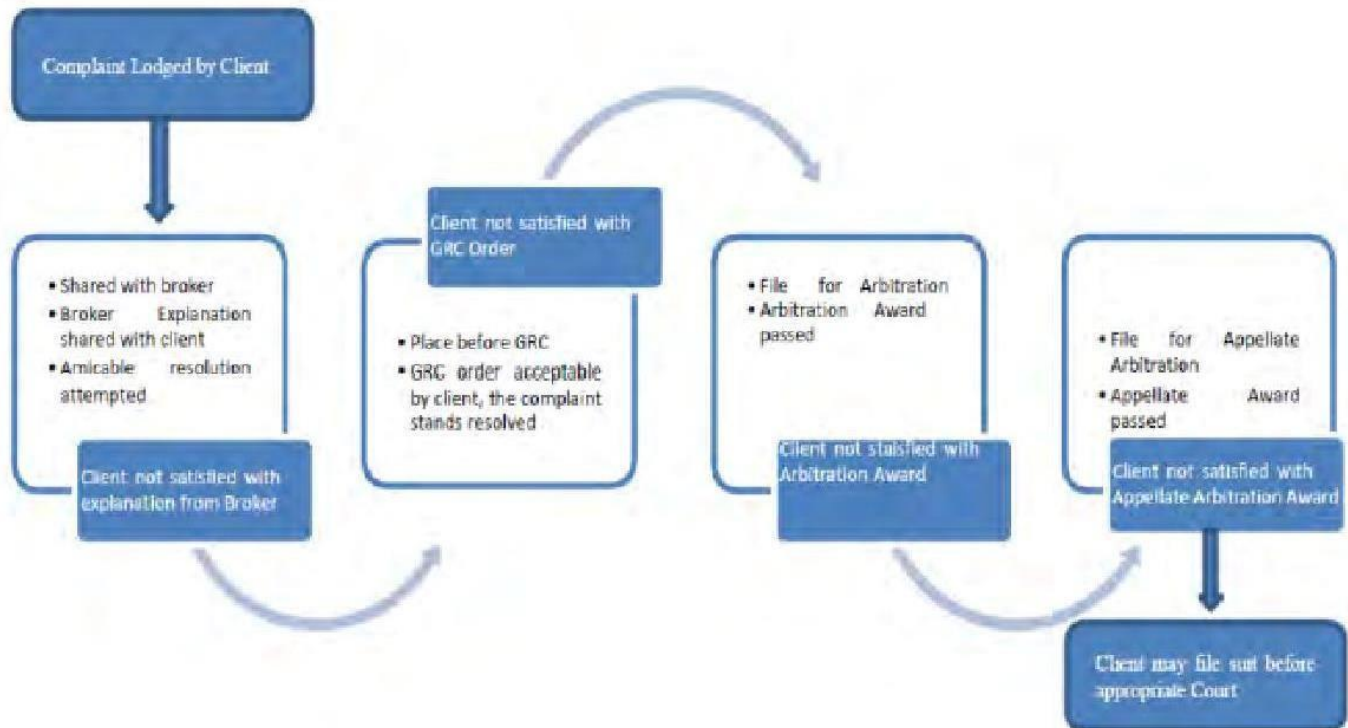 Complaint Lodged by Client
• Shared with broker
• Broker Explanation
shared with client
• Amicable resolution
attempted
Client not satisfied with
explanation from Broker
Client not satisfied with
GRC Order
• Place before GRC
• GRC order acceptable
by client, the complaint
stands resolved
• File for Arbitration
• Arbitration Award
passed
Client not staisfied with
Arbitration Award
• File for Appellate
Arbitration
• Appellate Award
passed
Client not satisfied with
Appellate Arbitration Award
Client may file suit before
appropriate Court